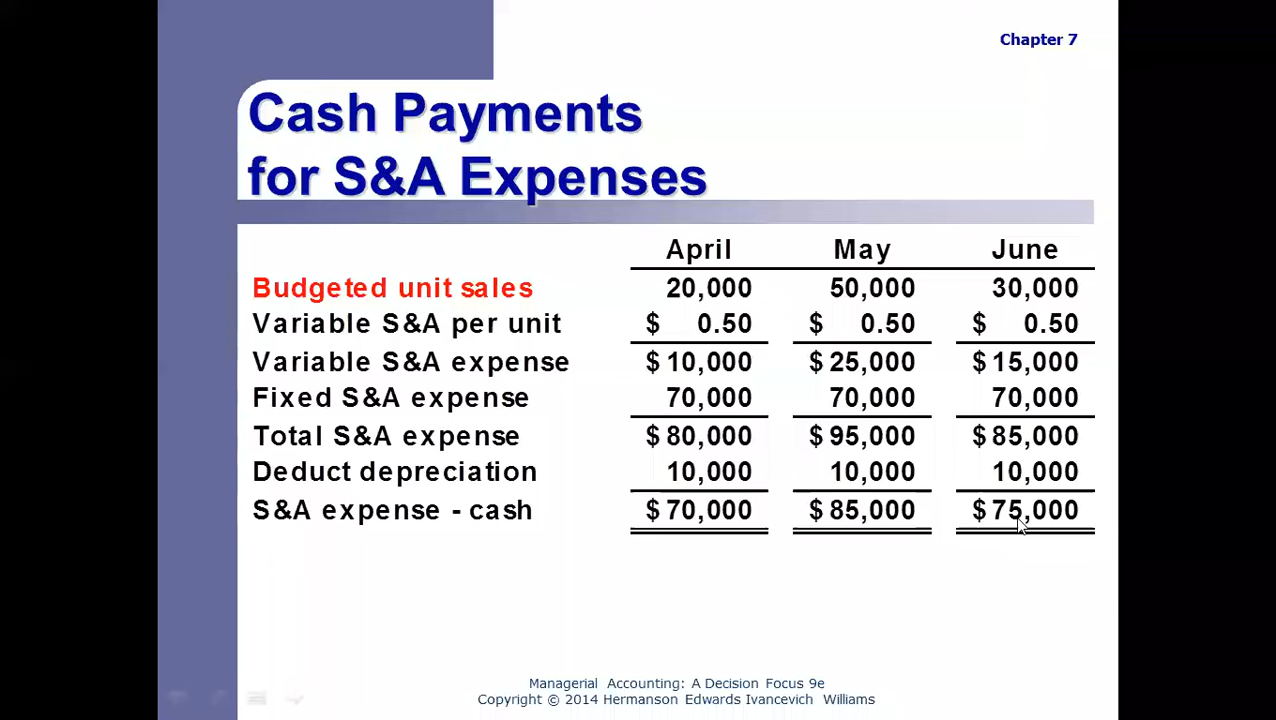 Chapter 7
Cash Payments
for S&A Expenses
April May June
Budgeted unit sales 20,000 50,000 30,000
Variable S&A per unit $ 0.50 $ 0.50 $ 0.50
Variable S&A expense $ 10,000 $ 25,000 $ 15,000
Fixed S&A expense 70,000 70,000 70,000
Total S&A expense $ 80,000 $ 95,000 $ 85,000
Deduct depreciation 10,000 10,000 10,000
S&A expense - cash $ 70,000 $ 85,000 $ 75,000
Managerial Accounting: A Decision Focus 9e
Copyright © 2014 Hermanson Edwards Ivancevich Williams